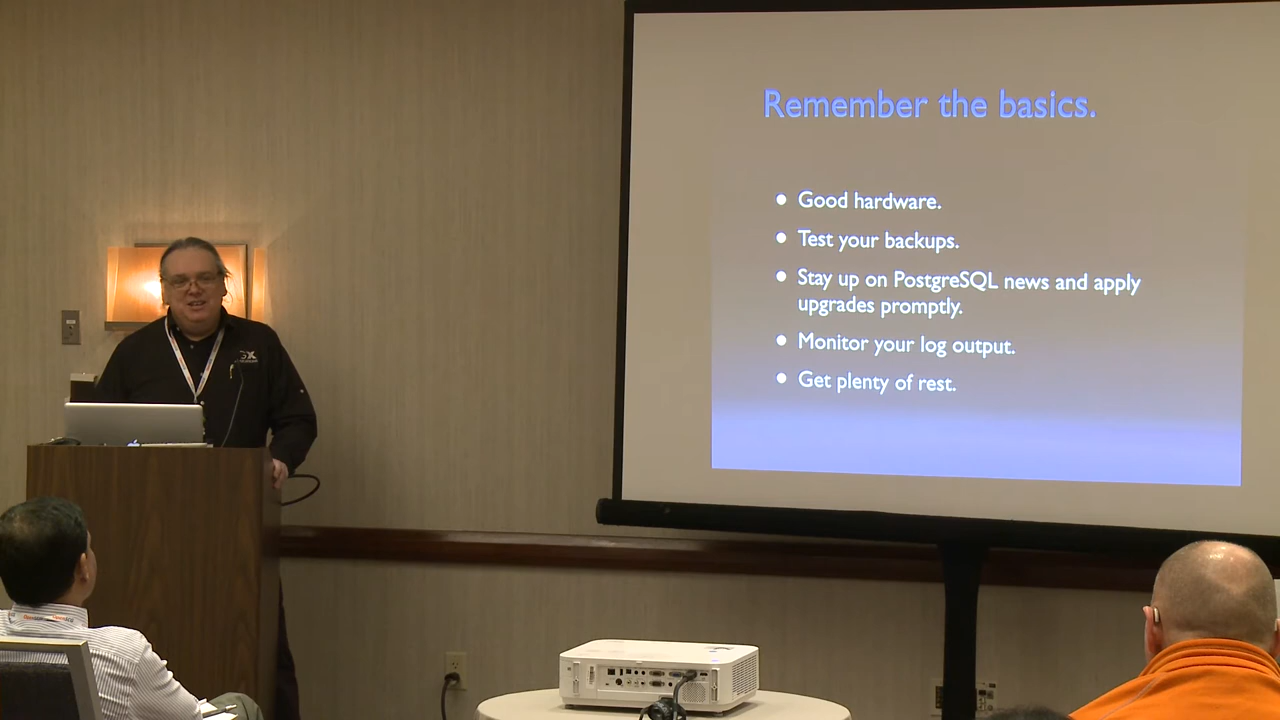 Remember the basics.
Good hardware.
Test your backups.
Stay up on PostgreSQL news and apply
upgrades promptly.
Monitor your log output.
Get plenty of rest.